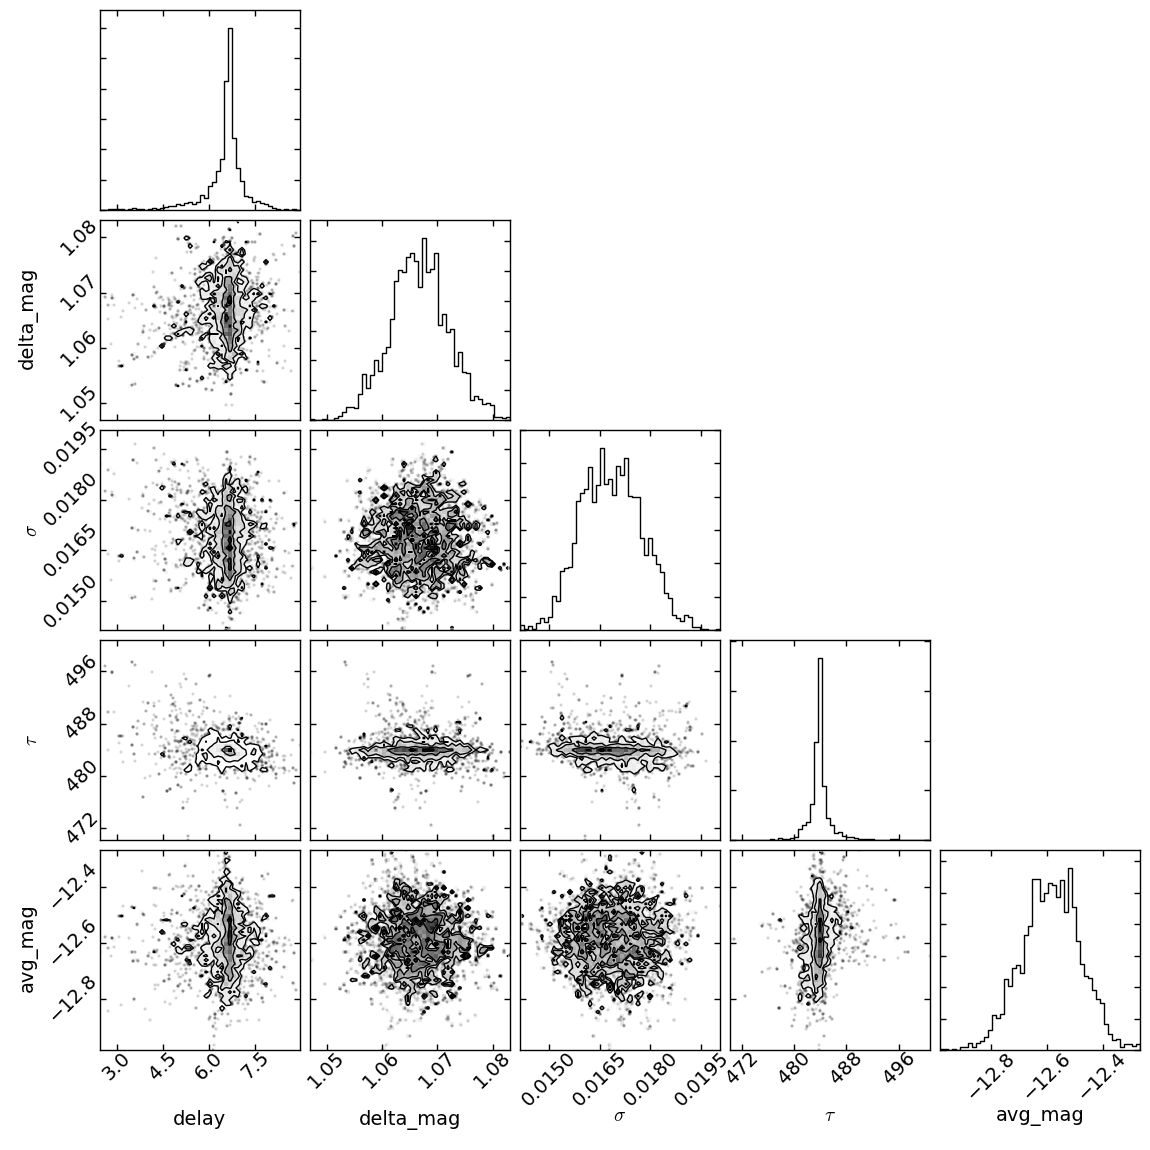 delta_mag
1.08
1.07
1.06
1.05
σ
0.0195
0.0180
0.0165
0.0150
τ
496
488
480
472
avg_mag
−12.4
−12.6
−12.8
3.0 4.5 6.0 7.5
1.05 1.06 1.07 1.08
0.0150 0.0165 0.0180 0.0195
472 480 488 496
−12.8 −12.6 −12.4
delay delta_mag σ τ avg_mag